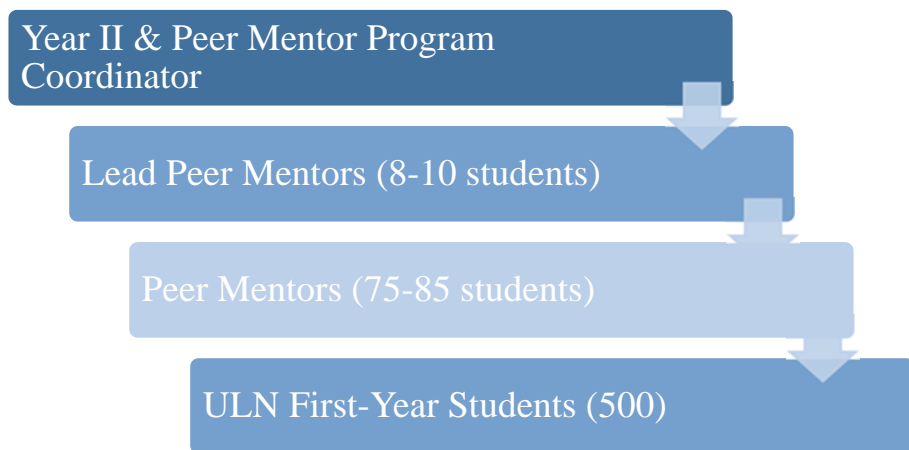 Year II & Peer Mentor Program
Coordinator
Lead Peer Mentors (8-10 students)
Peer Mentors (75-85 students)
ULN First-Year Students (500)